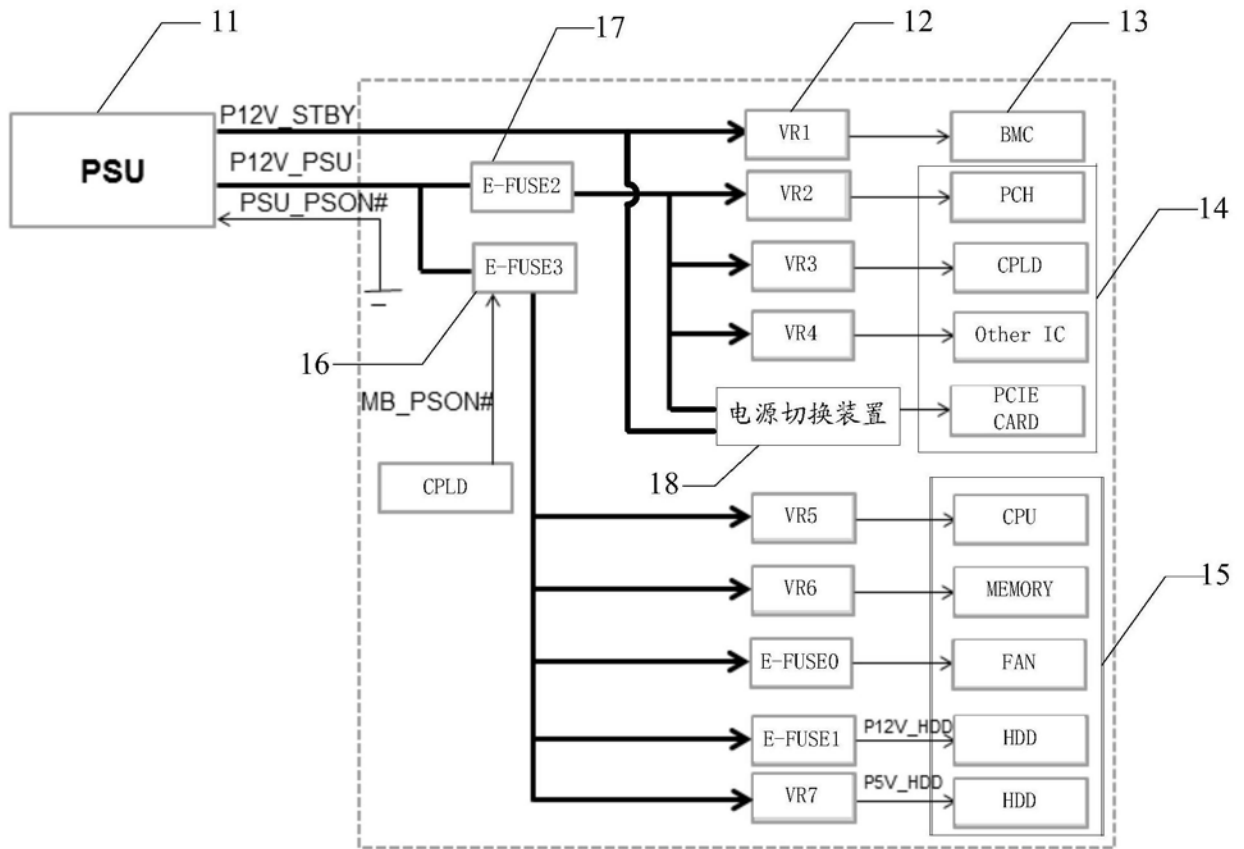 11
17
12
13
P12V_STBY
PSU
P12V_PSU
PSU_PSON#
E-FUSE2
VR1
BMC
VR2
PCH
14
E-FUSE3
VR3
CPLD
16
VR4
Other IC
MB_PSON#
电源切换装置
PCIE
CARD
CPLD
18
VR5
CPU
VR6
MEMORY
15
E-FUSE0
FAN
E-FUSE1
P12V_HDD
HDD
VR7
P5V_HDD
HDD